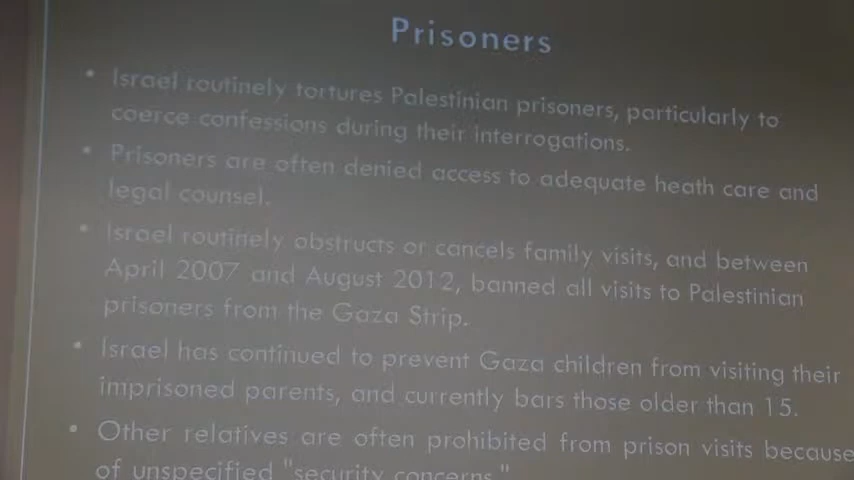 Prisoners
• Israel routinely tortures Palestinian prisoners, particularly to
coerce confessions during their interrogations.
• Prisoners are often denied access to adequate heath care and
legal counsel.
• Israel routinely obstructs or cancels family visits, and between
April 2007 and August 2012, banned all visits to Palestinian
prisoners from the Gaza Strip.
• Israel has continued to prevent Gaza children from visiting their
imprisoned parents, and currently bars those older than 15.
• Other relatives are often prohibited from prison visits because
of unspecified "security concerns."